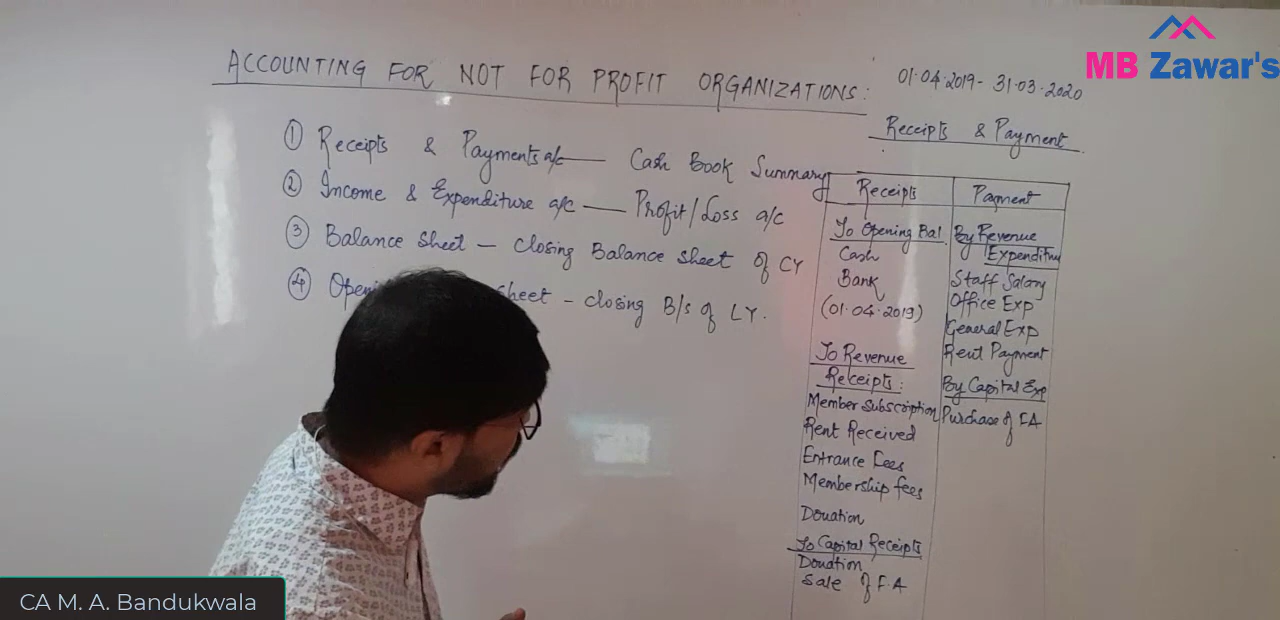 MB Zawar's
ACCOUNTING FOR NOT FOR PROFIT ORGANIZATIONS:
01.04.2019 - 31.03.2020
① Receipts & Payments a/c — Cash Book Summary
② Income & Expenditure a/c — Profit/Loss a/c
③ Balance Sheet – Closing Balance Sheet of CY
④ Openi sheet – closing B/s of LY.
Receipts & Payment
Receipts
To Opening Bal.
Cash
Bank
(01.04.2019)
To Revenue
Receipts:
Member Subscription
Rent Received
Entrance Fees
Membership fees
Donation
To Capital Receipts
Donation
Sale of F.A
Payment
By Revenue
Expenditure
Staff Salary
Office Exp
General Exp
Rent Payment
By Capital Exp
Purchase of FA
CA M. A. Bandukwala